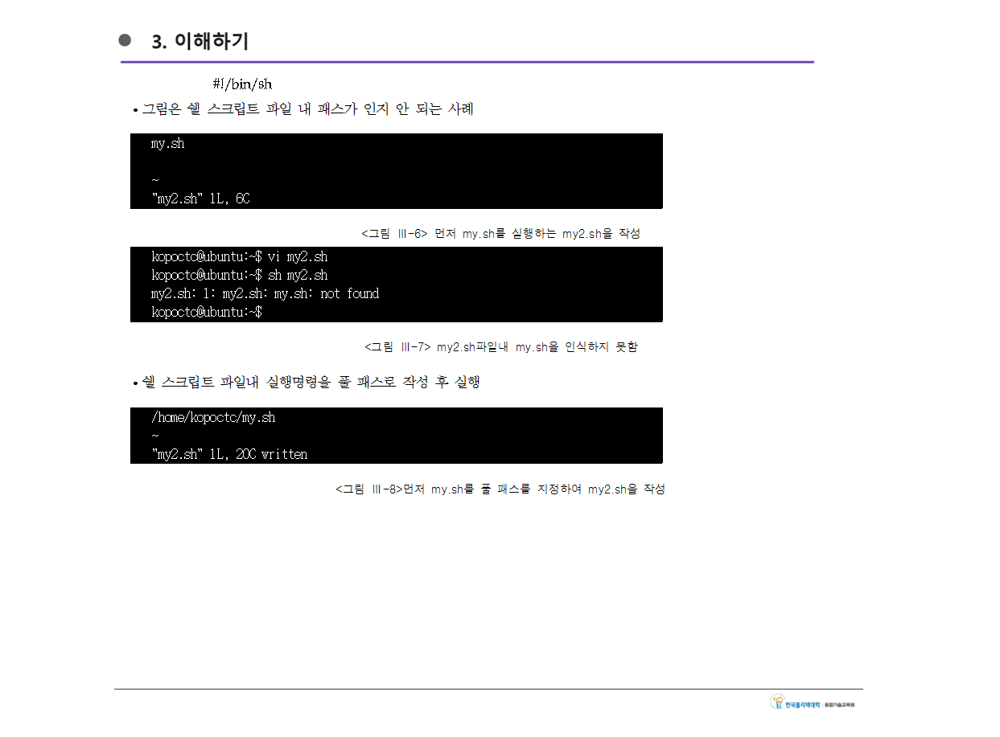 3. 이해하기
#!/bin/sh
• 그림은 쉘 스크립트 파일 내 패스가 인지 안 되는 사례
my.sh
~
"my2.sh" 1L, 6C
<그림 Ⅲ-6> 먼저 my.sh를 실행하는 my2.sh을 작성
kopoctc@ubuntu:~$ vi my2.sh
kopoctc@ubuntu:~$ sh my2.sh
my2.sh: 1: my2.sh: my.sh: not found
kopoctc@ubuntu:~$
<그림 Ⅲ-7> my2.sh파일내 my.sh을 인식하지 못함
• 쉘 스크립트 파일내 실행명령을 풀 패스로 작성 후 실행
/home/kopoctc/my.sh
~
"my2.sh" 1L, 20C written
<그림 Ⅲ-8>먼저 my.sh를 풀 패스를 지정하여 my2.sh을 작성
한국폴리텍대학 | 융합기술교육원